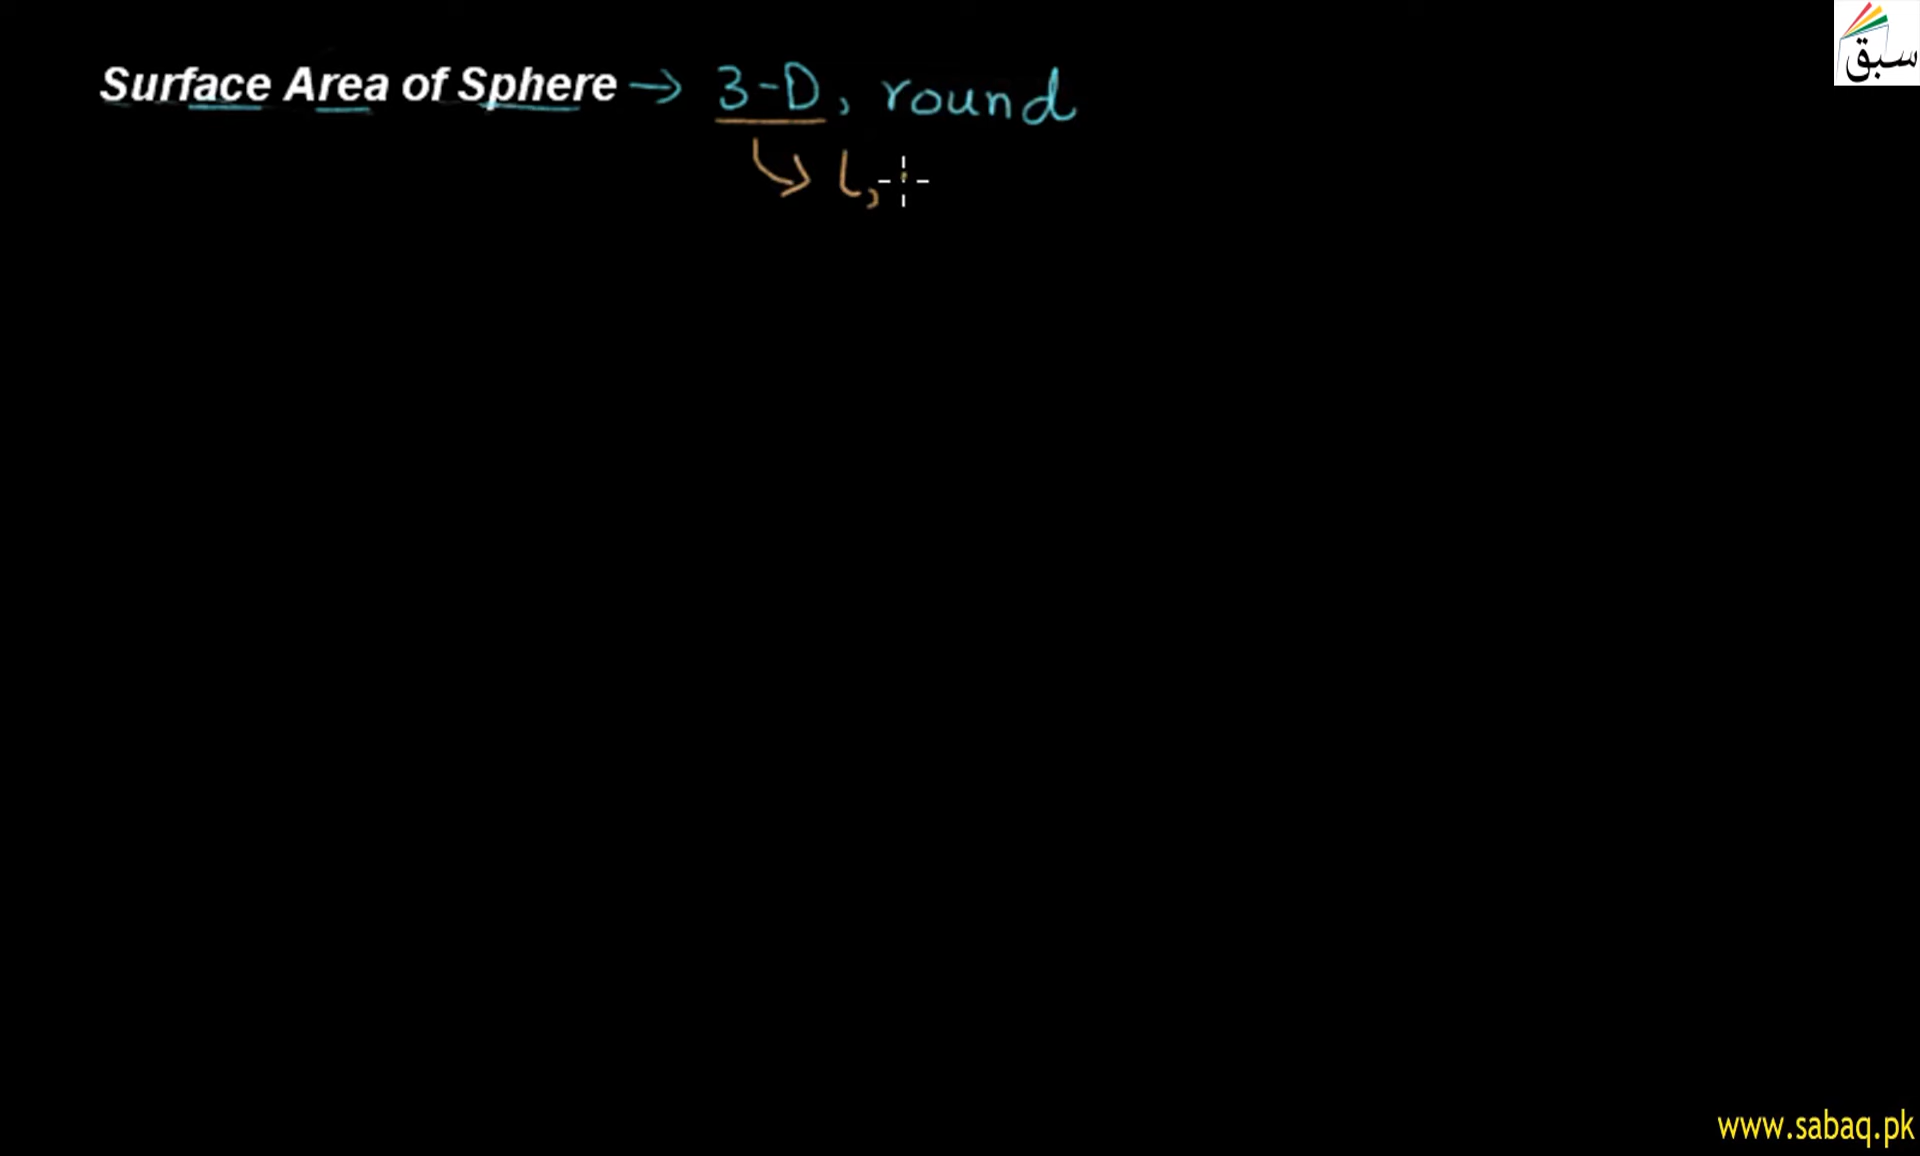 سبق
Surface Area of Sphere → 3-D, round
↳ L,
www.sabaq.pk